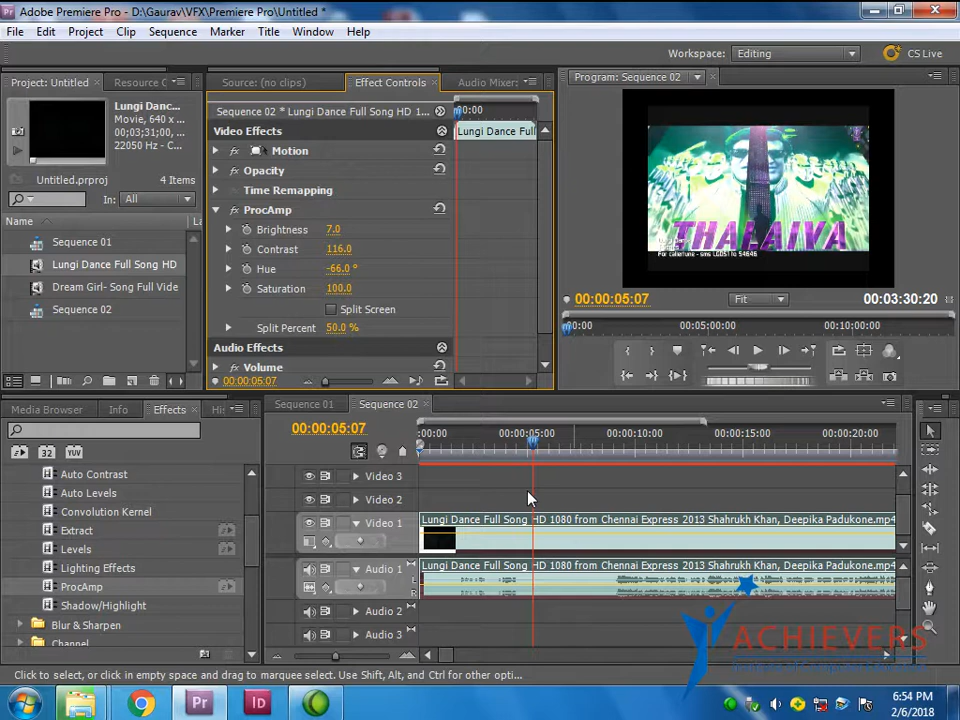 Adobe Premiere Pro - D:\Gaurav\VFX\Premiere Pro\Untitled *
File Edit Project Clip Sequence Marker Title Window Help
Workspace: Editing
CS Live
Project: Untitled
Resource C
Lungi Danc...
Movie, 640 x ...
00;03;31;00, ...
22050 Hz - C...
Untitled.prproj
4 Items
In: All
Name
Sequence 01
Lungi Dance Full Song HD
Dream Girl- Song Full Vide
Sequence 02
Source: (no clips)
Effect Controls
Audio Mixer:
Sequence 02 * Lungi Dance Full Song HD 1...
:00:00
Video Effects
Lungi Dance Full
fx Motion
fx Opacity
Time Remapping
fx ProcAmp
Brightness 7.0
Contrast 116.0
Hue -66.0 °
Saturation 100.0
Split Screen
Split Percent 50.0 %
Audio Effects
fx Volume
00:00:05:07
Program: Sequence 02
THALAIVA
00:00:05:07
Fit
00:03:30:20
:00 00:05:00:00 00:10:00:00
Media Browser
Info
Effects
His
32
YUV
Auto Contrast
Auto Levels
Convolution Kernel
Extract
Levels
Lighting Effects
ProcAmp
Shadow/Highlight
Blur & Sharpen
Channel
Sequence 01
Sequence 02
00:00:05:07
:00:00 00:00:05:00 00:00:10:00 00:00:15:00 00:00:20:00
Video 3
Video 2
Video 1
Lungi Dance Full Song HD 1080 from Chennai Express 2013 Shahrukh Khan, Deepika Padukone.mp4
Audio 1
L
R
Lungi Dance Full Song HD 1080 from Chennai Express 2013 Shahrukh Khan, Deepika Padukone.mp4
Audio 2
Audio 3
ACHIEVERS
Click to select, or click in empty space and drag to marquee select. Use Shift, Alt, and Ctrl for other opti...
Pr
Id
6:54 PM
2/6/2018